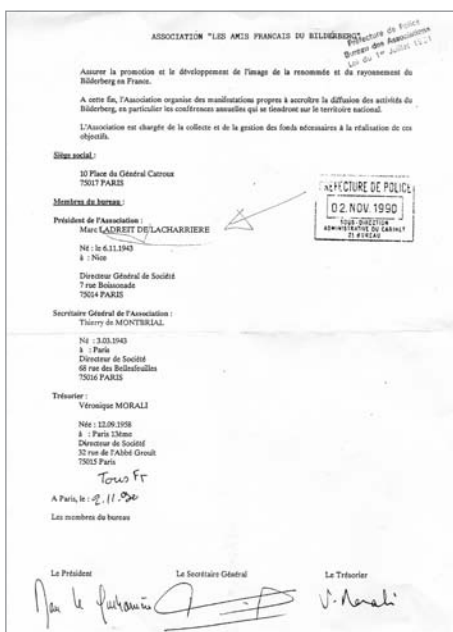 ASSOCIATION "LES AMIS FRANCAIS DU BILDERBERG"
Préfecture de Police
Bureau des Associations
Loi du 1er Juillet 1901
Assurer la promotion et le développement de l'image de la renommée et du rayonnement du
Bilderberg en France.
A cette fin, l'Association organise des manifestations propres à accroître la diffusion des activités du
Bilderberg, en particulier les conférences annuelles qui se tiendront sur le territoire national.
L'Association est chargée de la collecte et de la gestion des fonds nécessaires à la réalisation de ces
objectifs.
Siège social :
10 Place du Général Catroux
75017 PARIS
Membres du bureau :
PREFECTURE DE POLICE
02. NOV. 1990
SOUS-DIRECTION
ADMINISTRATIVE DU CABINET
2E BUREAU
Président de l'Association :
Marc LADREIT DE LACHARRIERE
Né : le 6.11.1943
à : Nice
Directeur Général de Société
7 rue Boissonade
75014 PARIS
Secrétaire Général de l'Association :
Thierry de MONTBRIAL
Né : 3.03.1943
à : Paris
Directeur de Société
68 rue des Bellesfeuilles
75016 PARIS
Trésorier :
Véronique MORALI
Née : 12.09.1958
à : Paris 13ème
Directeur de Société
32 rue de l'Abbé Groult
75015 Paris
Tous Fr
A Paris, le : 2.11.90
Les membres du bureau
Le Président
Le Secrétaire Général
Le Trésorier
V. Morali